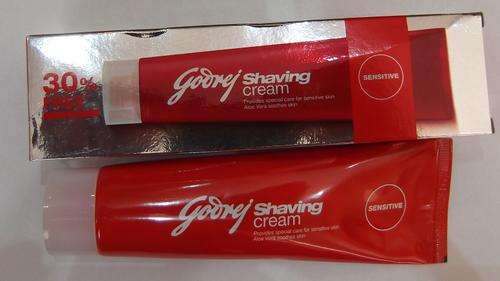 30%
Godrej Shaving
cream
Provides special care for sensitive skin
Aloe Vera soothes skin
SENSITIVE
Godrej Shaving
cream
Provides special care for sensitive skin
Aloe Vera soothes skin
SENSITIVE